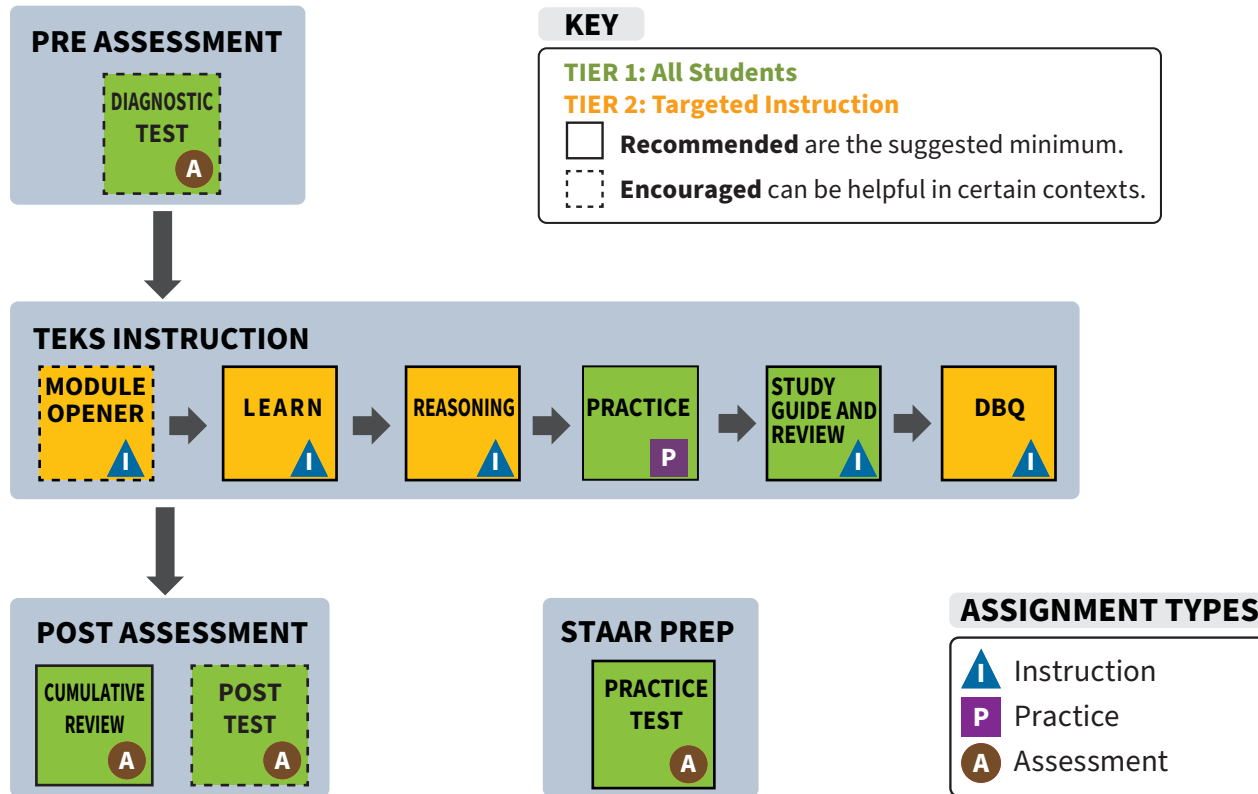 PRE ASSESSMENT
DIAGNOSTIC
TEST
A
KEY
TIER 1: All Students
TIER 2: Targeted Instruction
Recommended are the suggested minimum.
Encouraged can be helpful in certain contexts.
TEKS INSTRUCTION
MODULE
OPENER
I
LEARN
I
REASONING
I
PRACTICE
P
STUDY
GUIDE AND
REVIEW
I
DBQ
I
POST ASSESSMENT
CUMULATIVE
REVIEW
A
POST
TEST
A
STAAR PREP
PRACTICE
TEST
A
ASSIGNMENT TYPES
I Instruction
P Practice
A Assessment